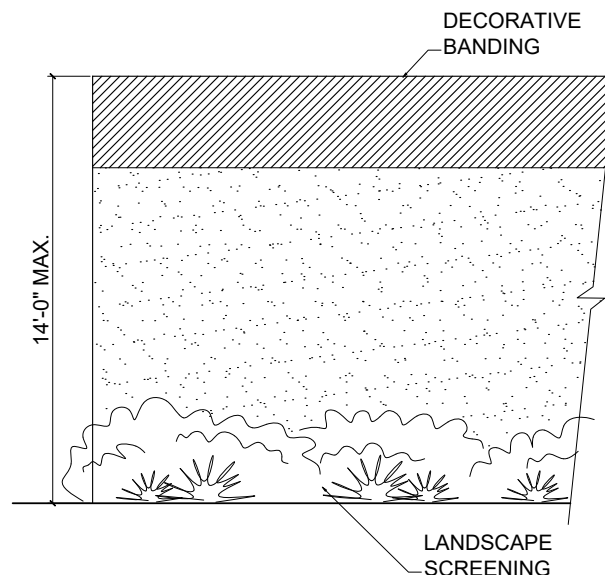 DECORATIVE
BANDING
14'-0" MAX.
LANDSCAPE
SCREENING